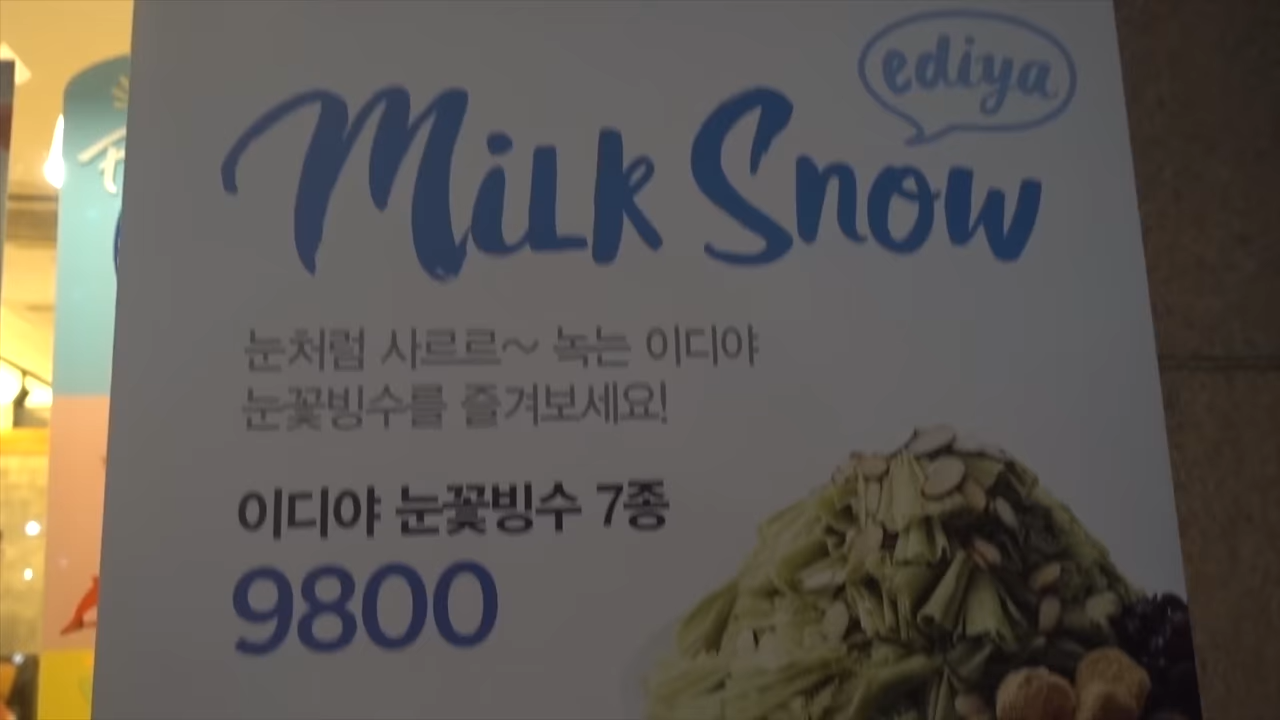 ediya
Milk Snow
눈처럼 사르르~ 녹는 이디야
눈꽃빙수를 즐겨보세요!
이디야 눈꽃빙수 7종
9800